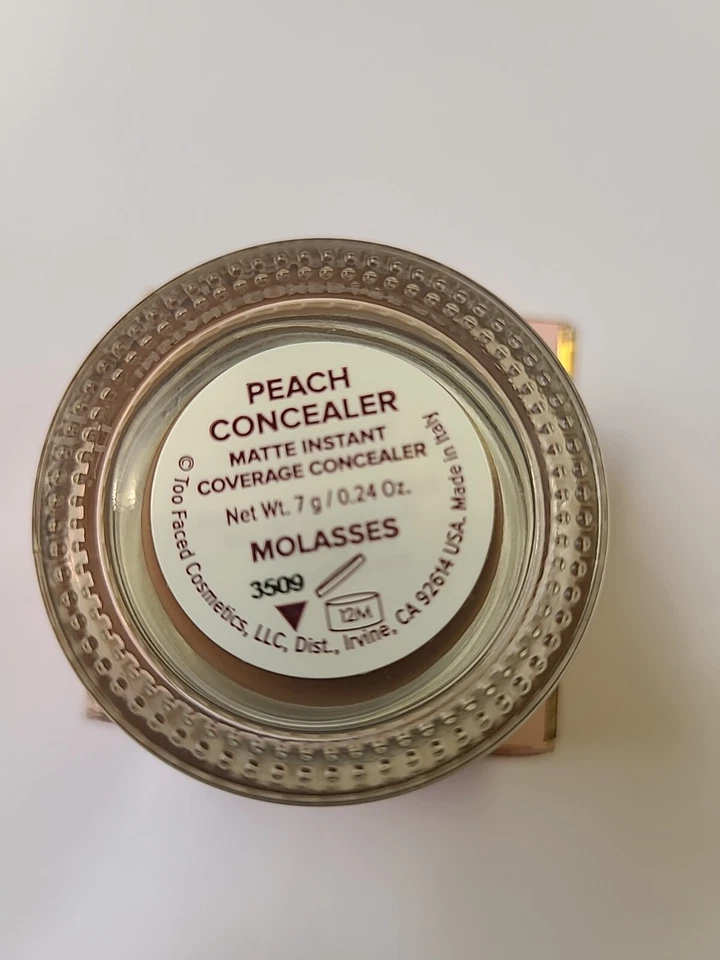 PEACH
CONCEALER
MATTE INSTANT
COVERAGE CONCEALER
Net Wt. 7 g / 0.24 Oz.
MOLASSES
3509
12M
© Too Faced Cosmetics, LLC, Dist., Irvine, CA 92614 USA. Made in Italy